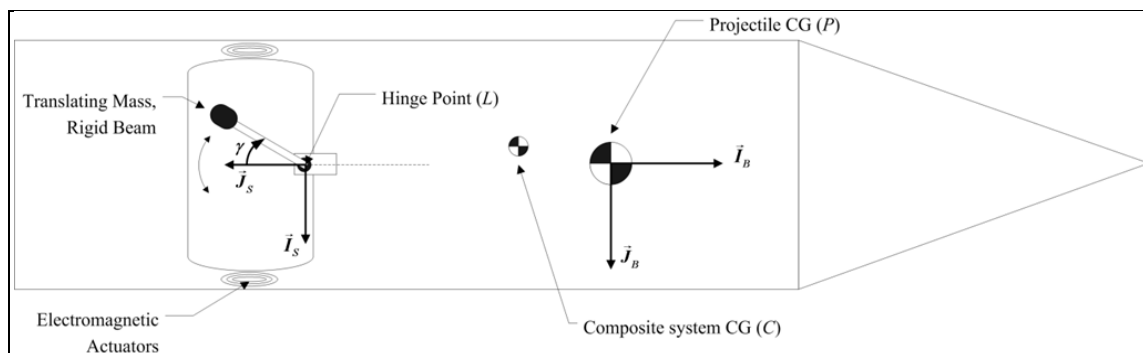 Projectile CG (P)
Translating Mass,
Rigid Beam
Hinge Point (L)
γ
J_S
I_S
I_B
J_B
Electromagnetic
Actuators
Composite system CG (C)